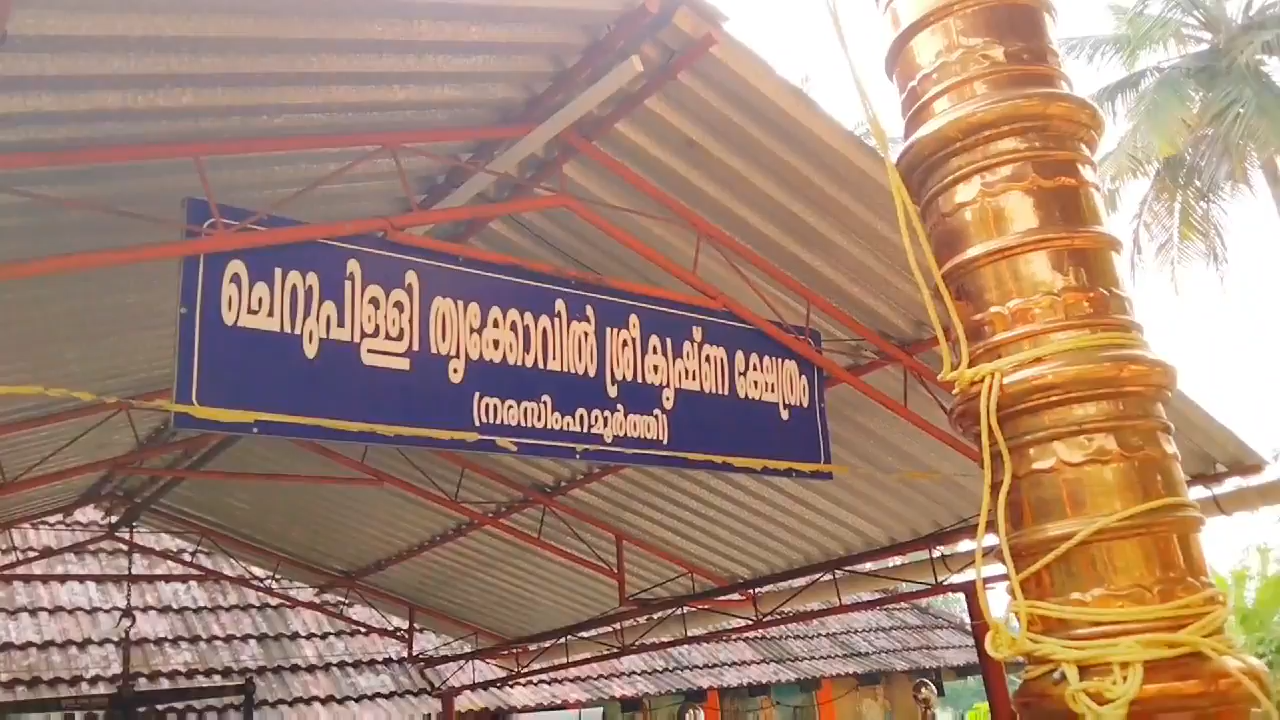 ചെറുപിള്ളി തൃക്കോവിൽ ശ്രീകൃഷ്ണ ക്ഷേത്രം
(നരസിംഹമൂർത്തി)